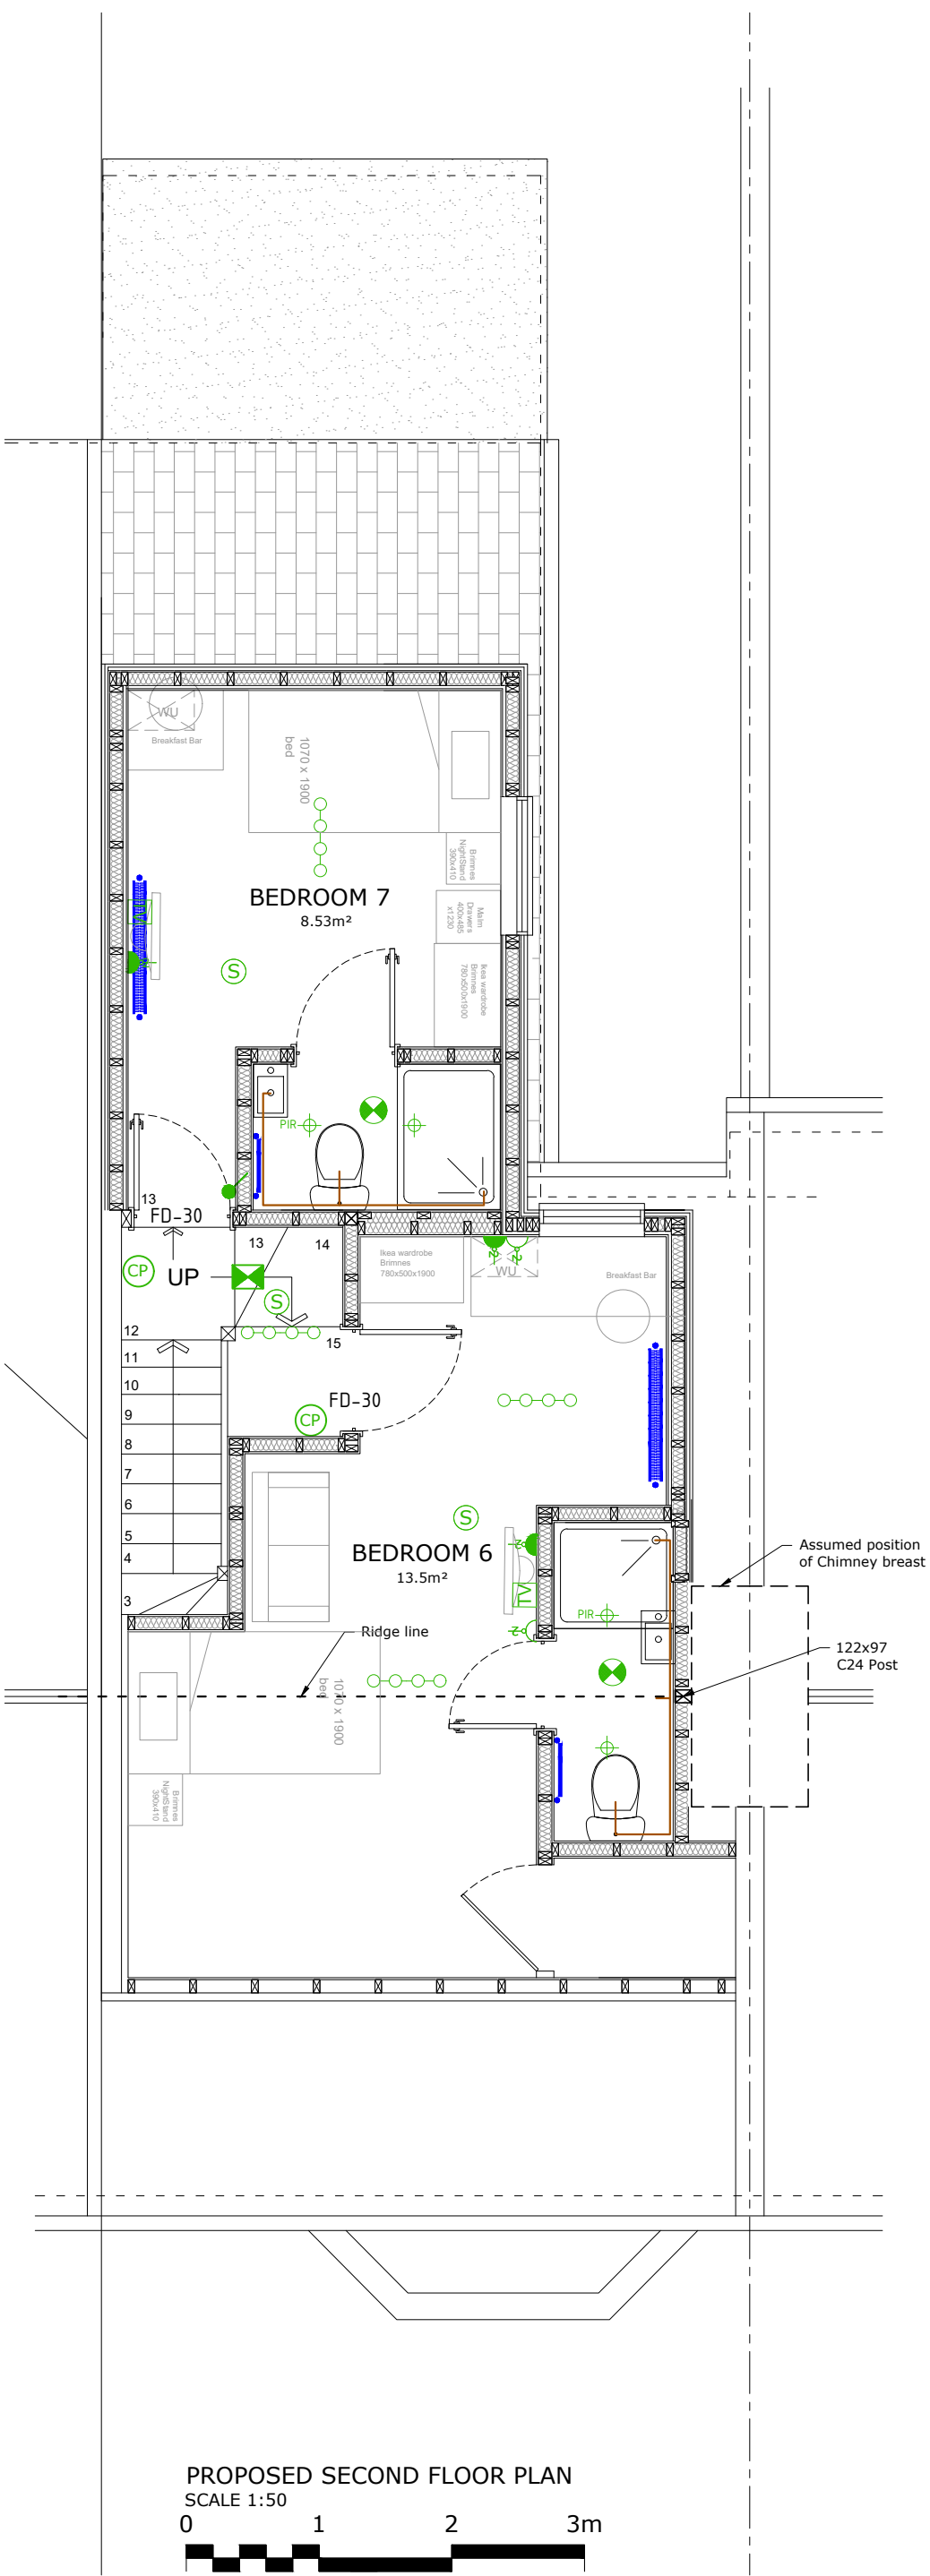 WU
Breakfast Bar
1070 x 1900
bed
Brimnes
NightStand
390x410
BEDROOM 7
8.53m²
Malm
Drawers
400x485
x1230
Ikea wardrobe
Brimnes
780x500x1900
S
PIR
13
FD-30
13
14
CP
UP
S
Ikea wardrobe
Brimnes
780x500x1900
WU
Breakfast Bar
12
15
11
10
FD-30
9
CP
8
7
6
S
5
Assumed position
of Chimney breast
4
BEDROOM 6
13.5m²
TV
3
PIR
Ridge line
122x97
C24 Post
1070 x 1900
bed
Brimnes
NightStand
390x410
PROPOSED SECOND FLOOR PLAN
SCALE 1:50
0 1 2 3m